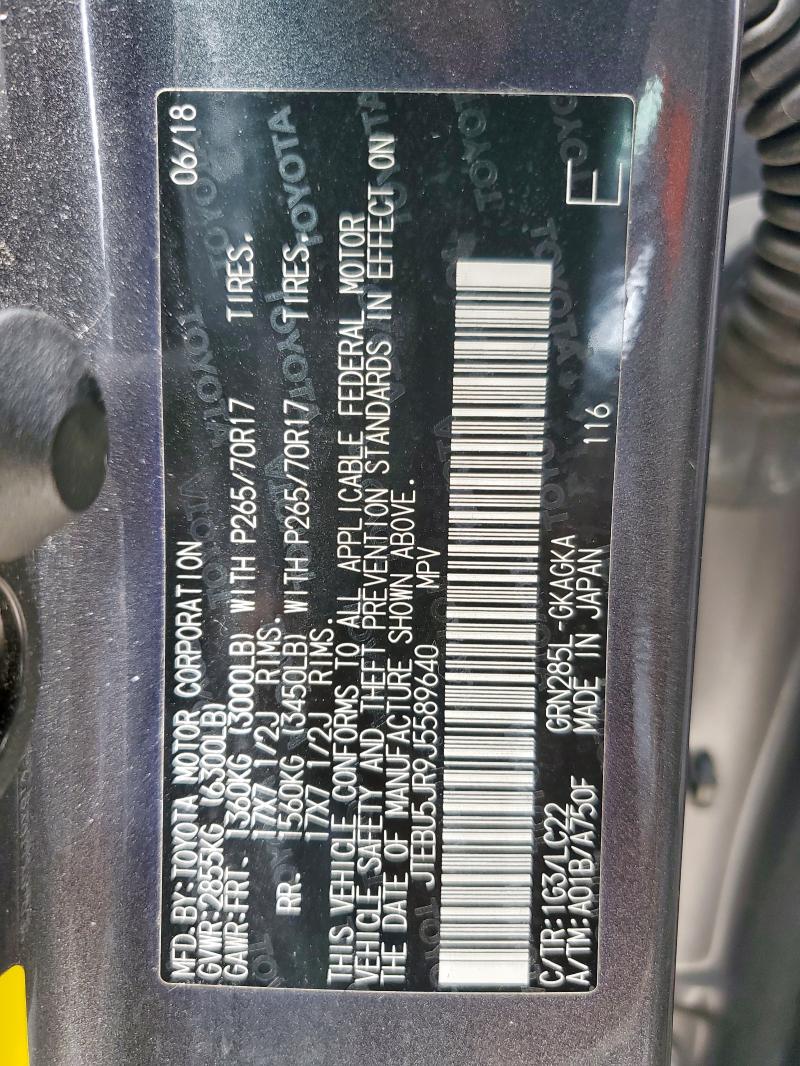 MFD.BY:TOYOTA MOTOR CORPORATION 06/18
GVWR:2855KG (6300LB)
GAWR:FRT. 1360KG (3000LB) WITH P265/70R17 TIRES.
17X7 1/2J RIMS.
RR. 1560KG (3450LB) WITH P265/70R17 TIRES.
17X7 1/2J RIMS.
THIS VEHICLE CONFORMS TO ALL APPLICABLE FEDERAL MOTOR
VEHICLE SAFETY AND THEFT PREVENTION STANDARDS IN EFFECT ON
THE DATE OF MANUFACTURE SHOWN ABOVE.
JTEBU5JR9J5589640 MPV
C/TR:1G3/LC22 GRN285L-GKAGKA 116
A/TM:A01B/A750F MADE IN JAPAN
E